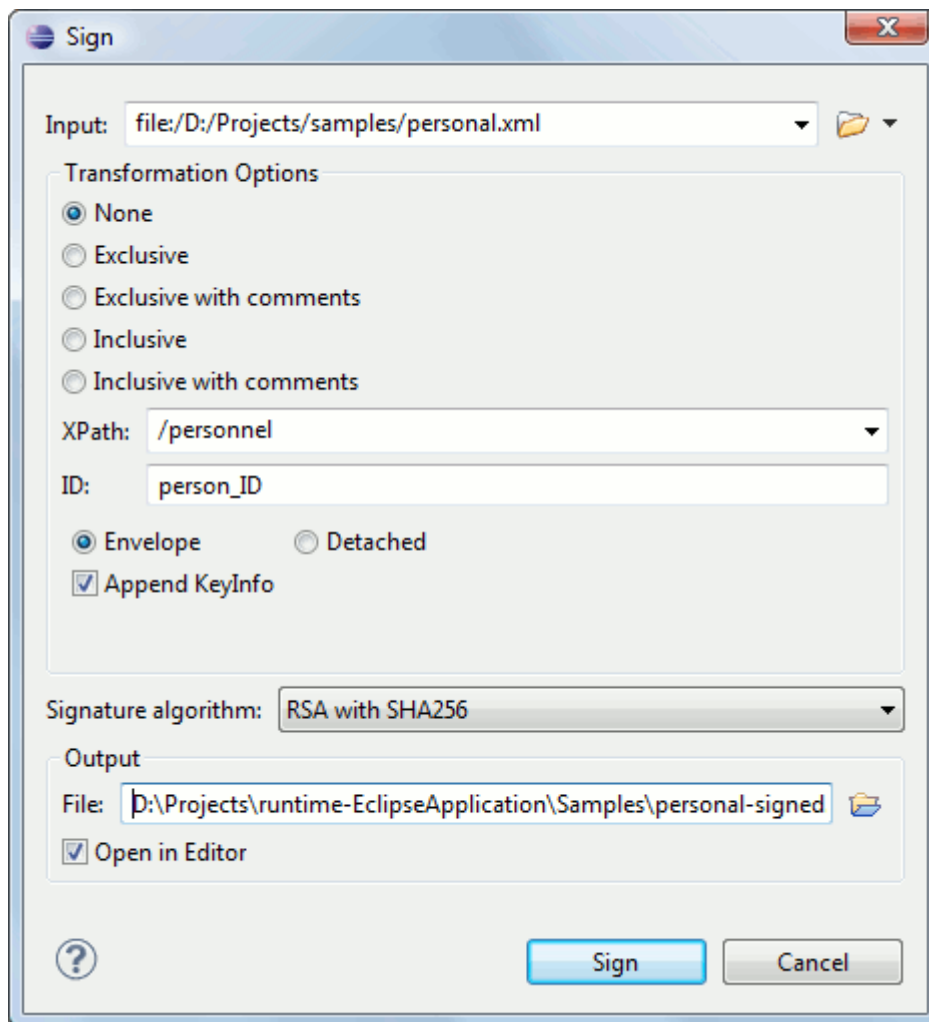 Sign
Input: file:/D:/Projects/samples/personal.xml
Transformation Options
None
Exclusive
Exclusive with comments
Inclusive
Inclusive with comments
XPath: /personnel
ID: person_ID
Envelope Detached
Append KeyInfo
Signature algorithm: RSA with SHA256
Output
File: D:\Projects\runtime-EclipseApplication\Samples\personal-signed
Open in Editor
? Sign Cancel